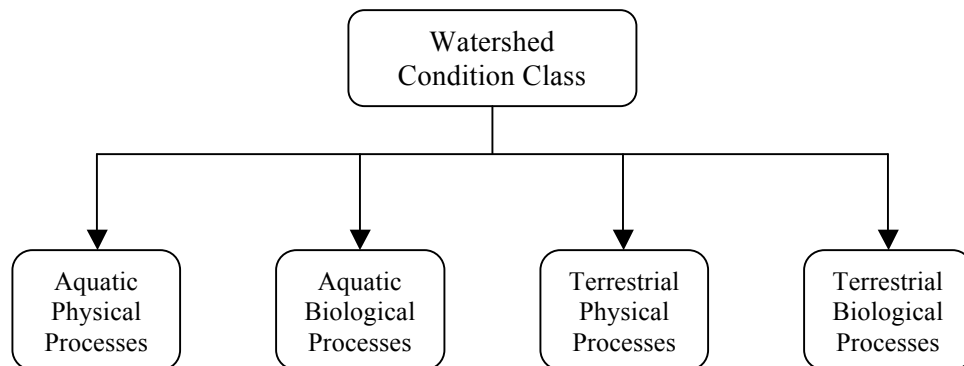 Watershed
Condition Class
Aquatic
Physical
Processes
Aquatic
Biological
Processes
Terrestrial
Physical
Processes
Terrestrial
Biological
Processes